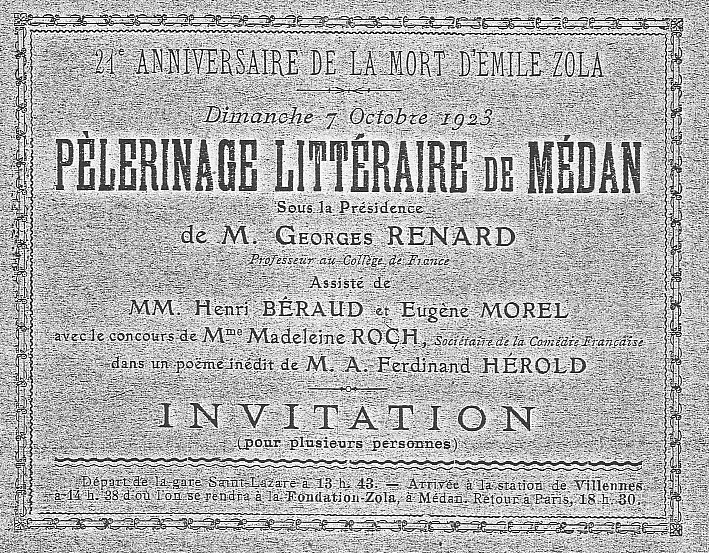 21e ANNIVERSAIRE DE LA MORT D'EMILE ZOLA
Dimanche 7 Octobre 1923
PÈLERINAGE LITTÉRAIRE DE MÉDAN
Sous la Présidence
de M. GEORGES RENARD
Professeur au Collège de France
Assisté de
MM. Henri BÉRAUD et Eugène MOREL
avec le concours de Mme Madeleine ROCH, Sociétaire de la Comédie Française
dans un poème inédit de M. A. Ferdinand HÉROLD
INVITATION
(pour plusieurs personnes)
Départ de la gare Saint-Lazare à 13 h. 43. — Arrivée à la station de Villennes
à 14 h. 38 d'où l'on se rendra à la Fondation-Zola, à Médan. Retour à Paris, 18 h. 30.